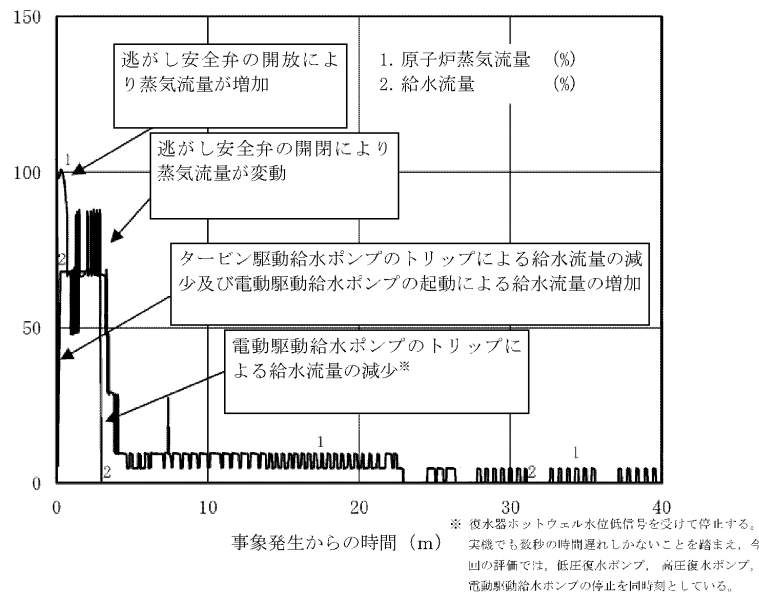 150
100
50
0
逃がし安全弁の開放によ
り蒸気流量が増加
1. 原子炉蒸気流量 (%)
2. 給水流量 (%)
1
逃がし安全弁の開閉により
蒸気流量が変動
2
タービン駆動給水ポンプのトリップによる給水流量の減
少及び電動駆動給水ポンプの起動による給水流量の増加
電動駆動給水ポンプのトリップに
よる給水流量の減少※
2
1
2
1
0 10 20 30 40
事象発生からの時間 (m)
※ 復水器ホットウェル水位低信号を受けて停止する。
実機でも数秒の時間遅れしかないことを踏まえ，今
回の評価では，低圧復水ポンプ，高圧復水ポンプ，
電動駆動給水ポンプの停止を同時刻としている。